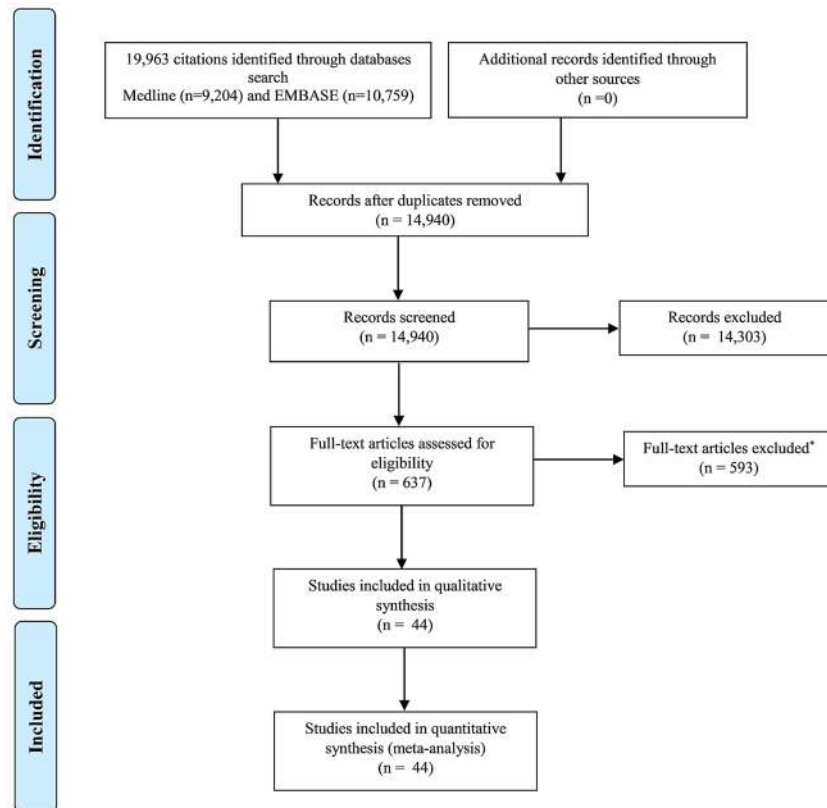 Identification
19,963 citations identified through databases
search
Medline (n=9,204) and EMBASE (n=10,759)
Additional records identified through
other sources
(n =0)
Records after duplicates removed
(n = 14,940)
Screening
Records screened
(n = 14,940)
Records excluded
(n = 14,303)
Eligibility
Full-text articles assessed for
eligibility
(n = 637)
Full-text articles excluded*
(n = 593)
Studies included in qualitative
synthesis
(n = 44)
Included
Studies included in quantitative
synthesis (meta-analysis)
(n = 44)